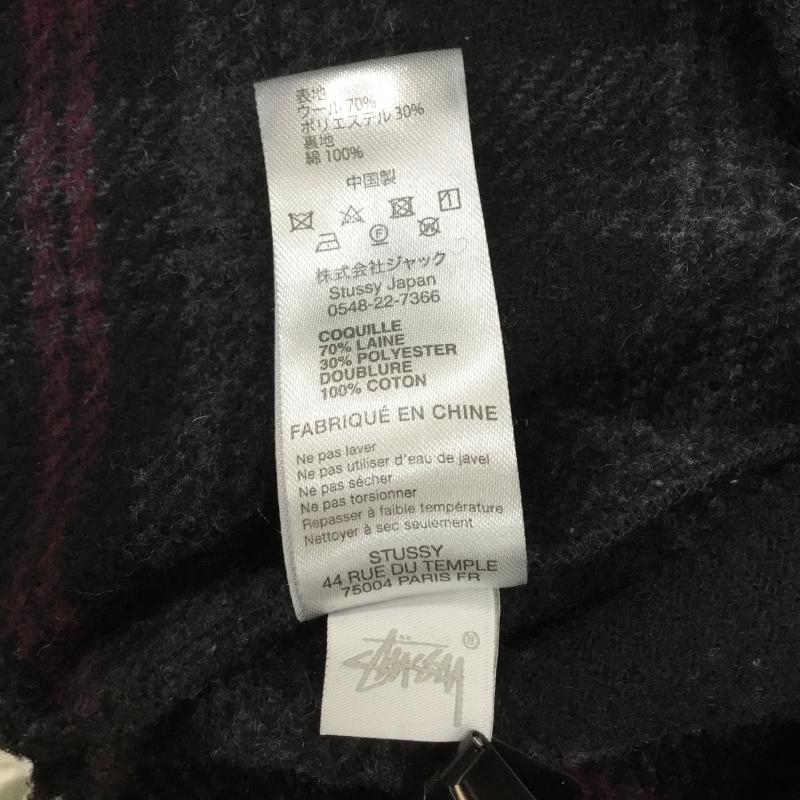 表地
ウール 70%
ポリエステル 30%
裏地
綿 100%
中国製
F W
株式会社ジャック
Stussy Japan
0548-22-7366
COQUILLE
70% LAINE
30% POLYESTER
DOUBLURE
100% COTON
FABRIQUÉ EN CHINE
Ne pas laver
Ne pas utiliser d'eau de javel
Ne pas sécher
Ne pas torsionner
Repasser à faible température
Nettoyer à sec seulement
STUSSY
44 RUE DU TEMPLE
75004 PARIS FR
STÜSSY ®